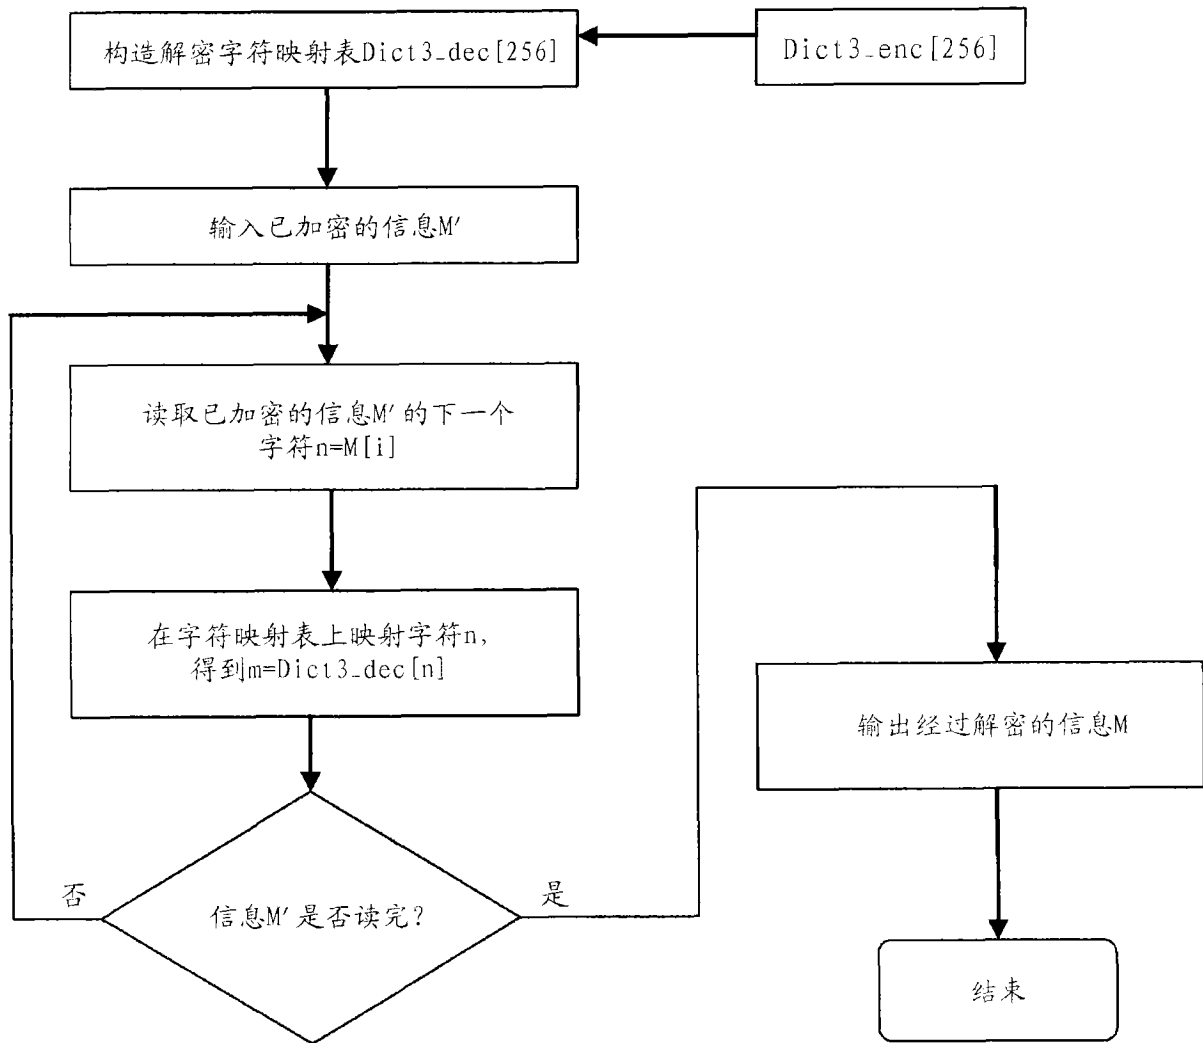 构造解密字符映射表Dict3_dec[256]
Dict3_enc[256]
输入已加密的信息M′
读取已加密的信息M′的下一个
字符n=M[i]
在字符映射表上映射字符n,
得到m=Dict3_dec[n]
信息M′是否读完?
否
是
输出经过解密的信息M
结束